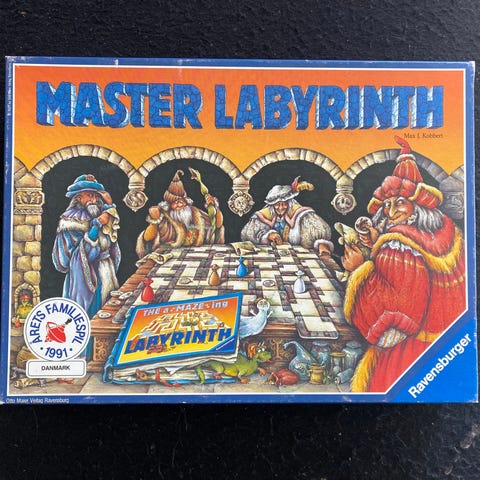 MASTER LABYRINTH
Max J. Kobbert
THE a·MAZE·ing
LABYRINTH
ÅRETS FAMILIESPIL
·1991·
DANMARK
Ravensburger
Otto Maier Verlag Ravensburg